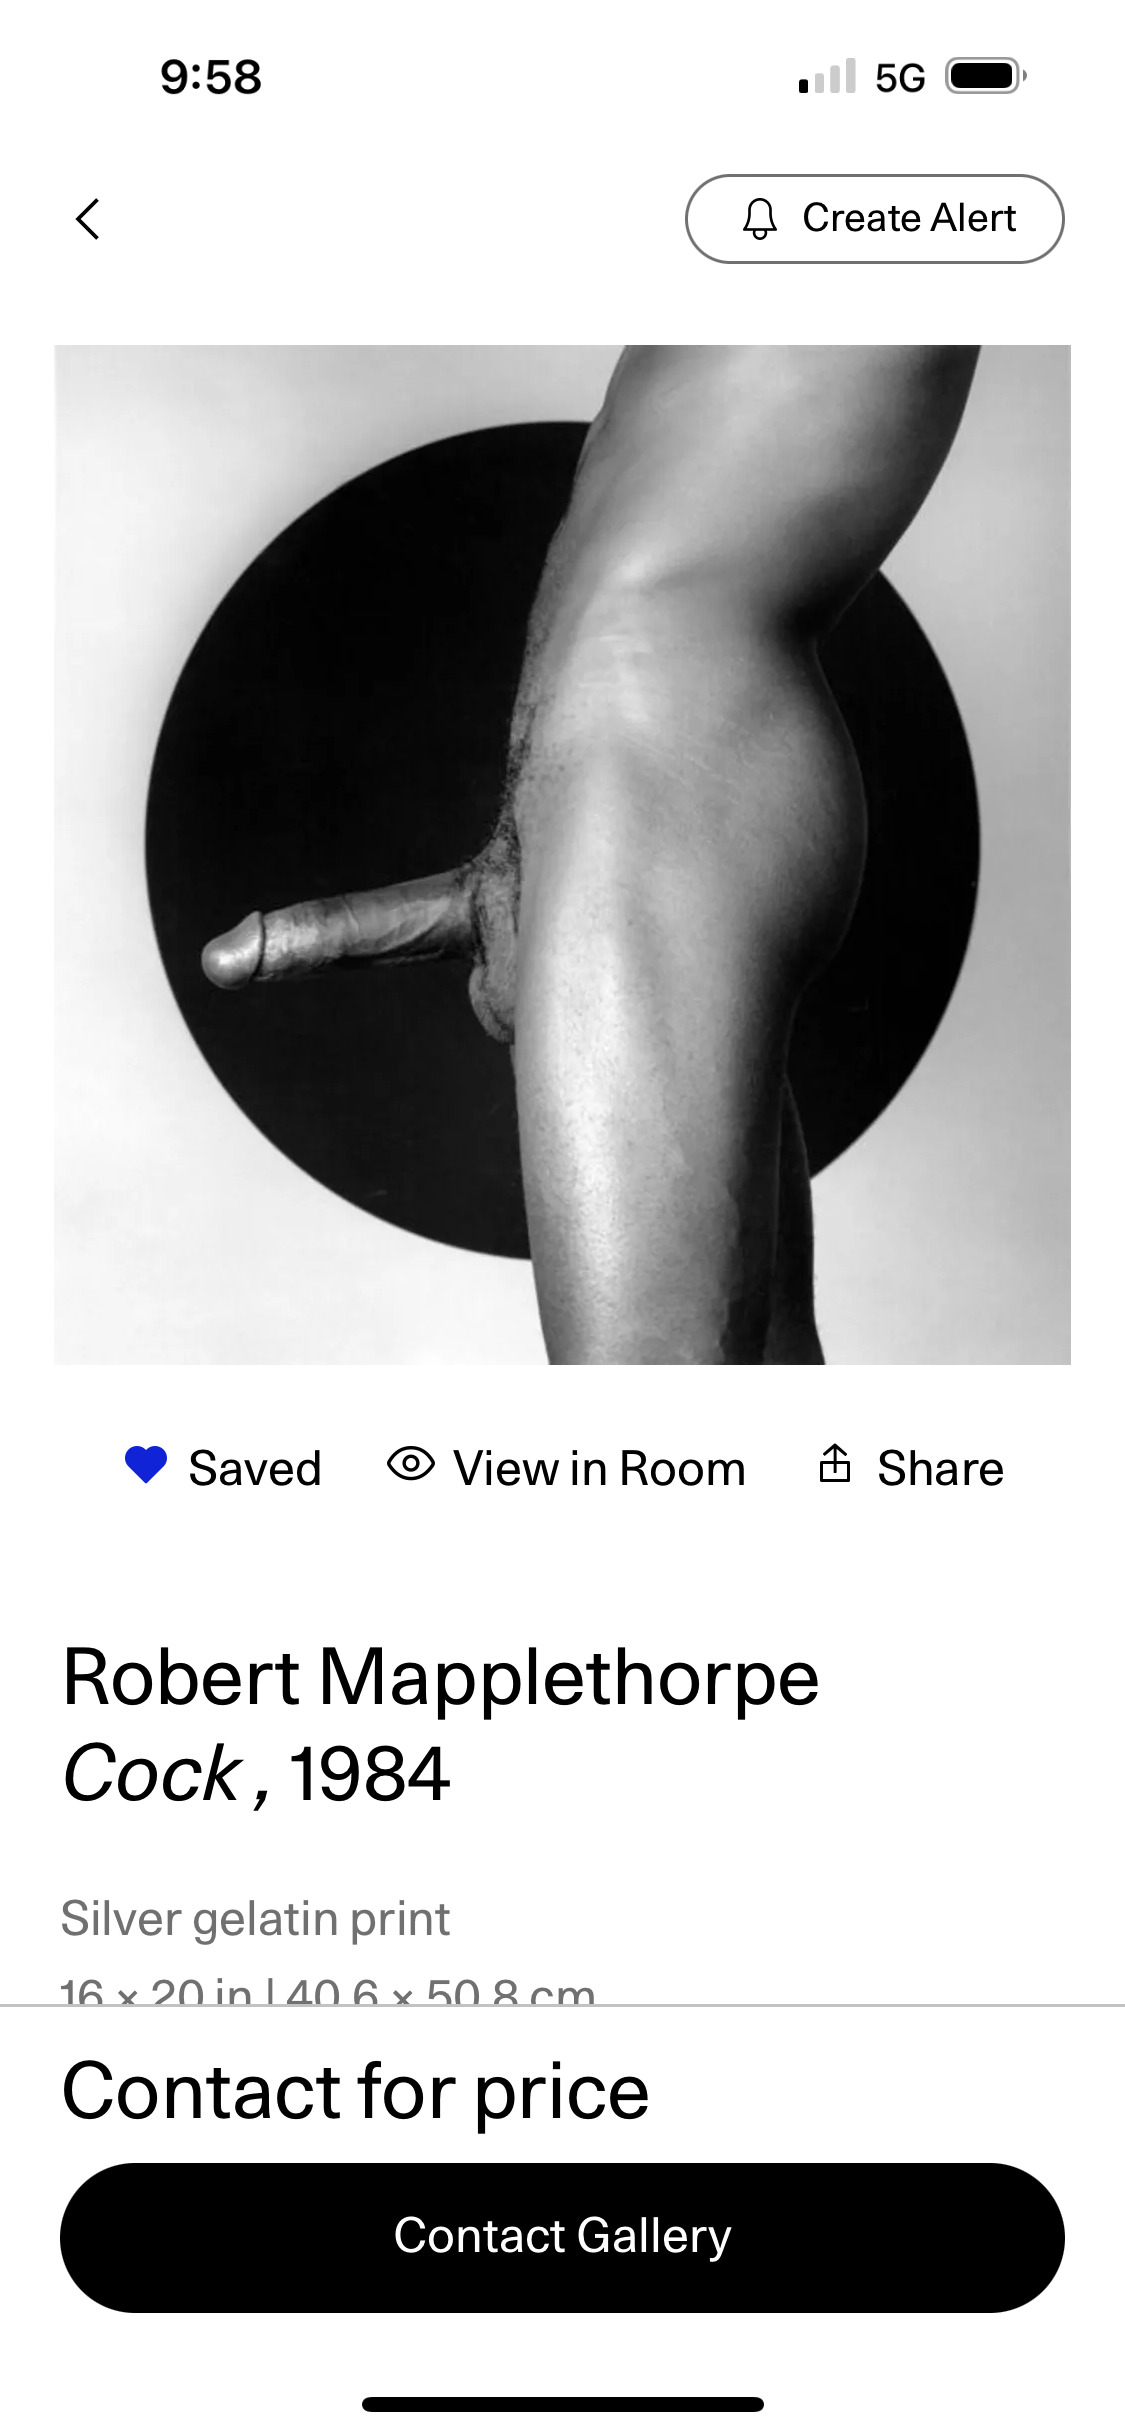 9:58
5G
Create Alert
Saved
View in Room
Share
Robert Mapplethorpe
Cock , 1984
Silver gelatin print
16 × 20 in | 40.6 × 50.8 cm
Contact for price
Contact Gallery